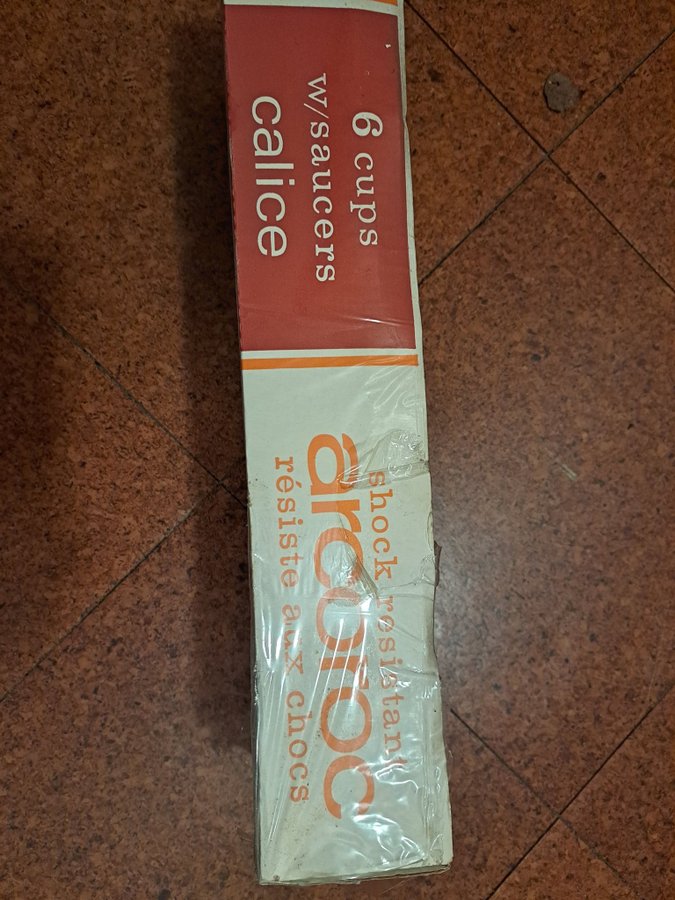 6 cups
w/saucers
calice
shock resistant
arcoroc
résiste aux chocs